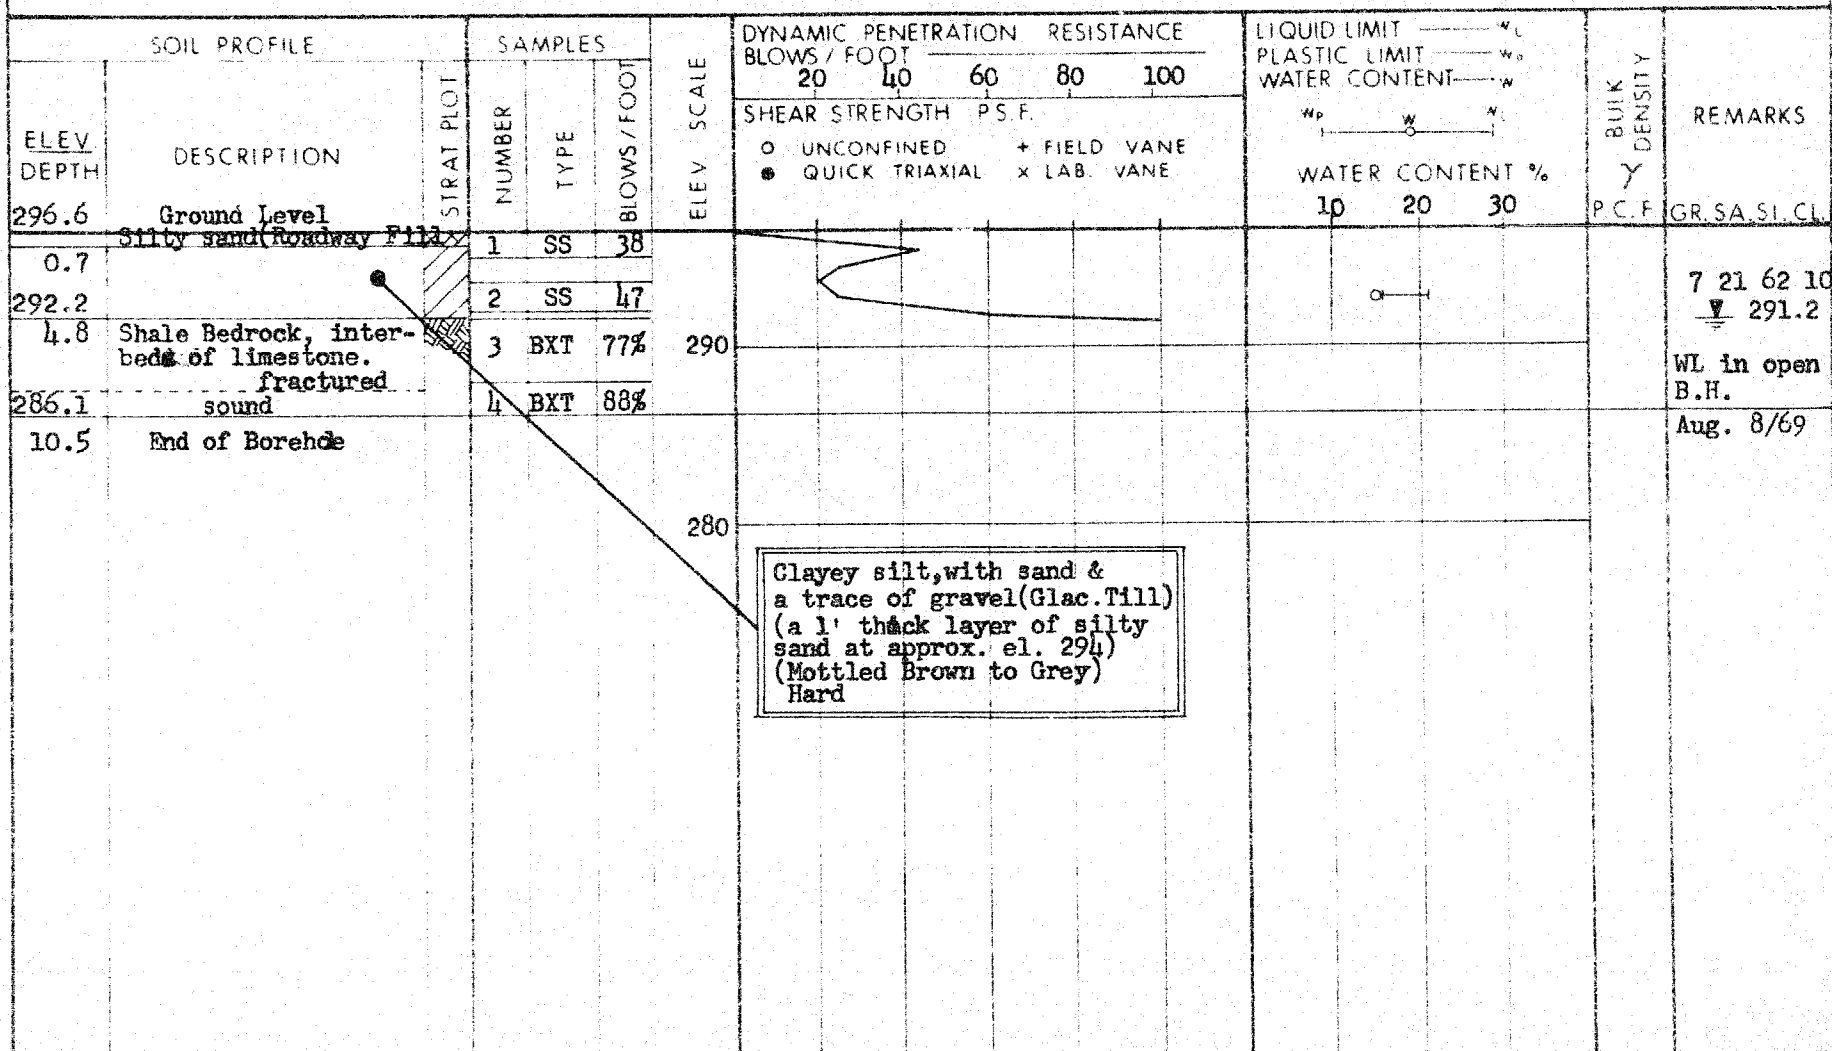 SOIL PROFILE
SAMPLES
ELEV SCALE
DYNAMIC PENETRATION RESISTANCE
BLOWS / FOOT
20 40 60 80 100
SHEAR STRENGTH P.S.F.
○ UNCONFINED + FIELD VANE
● QUICK TRIAXIAL × LAB. VANE
LIQUID LIMIT WL
PLASTIC LIMIT WP
WATER CONTENT W
WP W WL
WATER CONTENT %
10 20 30
BULK DENSITY
γ
P.C.F.
REMARKS
GR. SA. SI. CL.
ELEV
DEPTH
DESCRIPTION
STRAT PLOT
NUMBER
TYPE
BLOWS / FOOT
296.6 Ground Level
Silty sand(Roadway Fill)
1 SS 38
0.7
292.2
2 SS 47
7 21 62 10
291.2
4.8 Shale Bedrock, inter-
beds of limestone.
fractured
3 BXT 77%
290
WL in open
B.H.
Aug. 8/69
286.1 sound
4 BXT 88%
10.5 End of Borehole
280
Clayey silt,with sand &
a trace of gravel(Glac.Till)
(a 1' thick layer of silty
sand at approx. el. 294)
(Mottled Brown to Grey)
Hard